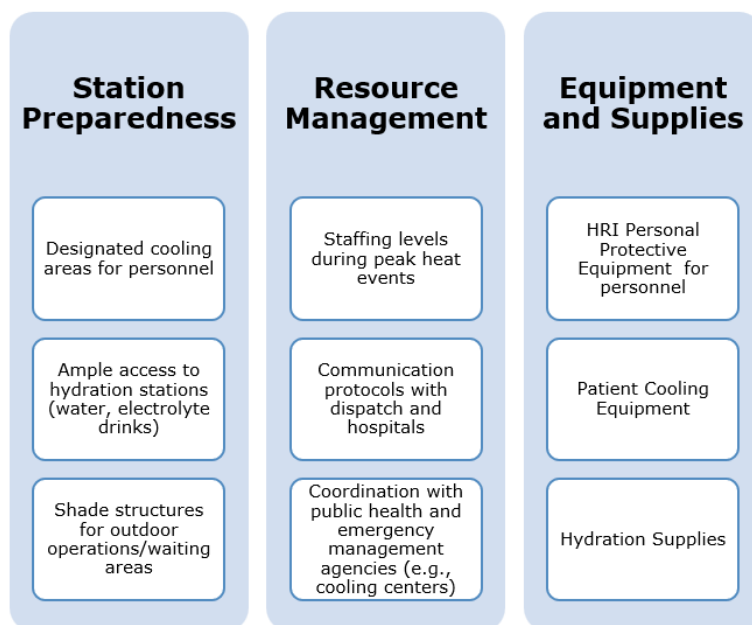 Station
Preparedness
Designated cooling
areas for personnel
Ample access to
hydration stations
(water, electrolyte
drinks)
Shade structures
for outdoor
operations/waiting
areas
Resource
Management
Staffing levels
during peak heat
events
Communication
protocols with
dispatch and
hospitals
Coordination with
public health and
emergency
management
agencies (e.g.,
cooling centers)
Equipment
and Supplies
HRI Personal
Protective
Equipment for
personnel
Patient Cooling
Equipment
Hydration Supplies